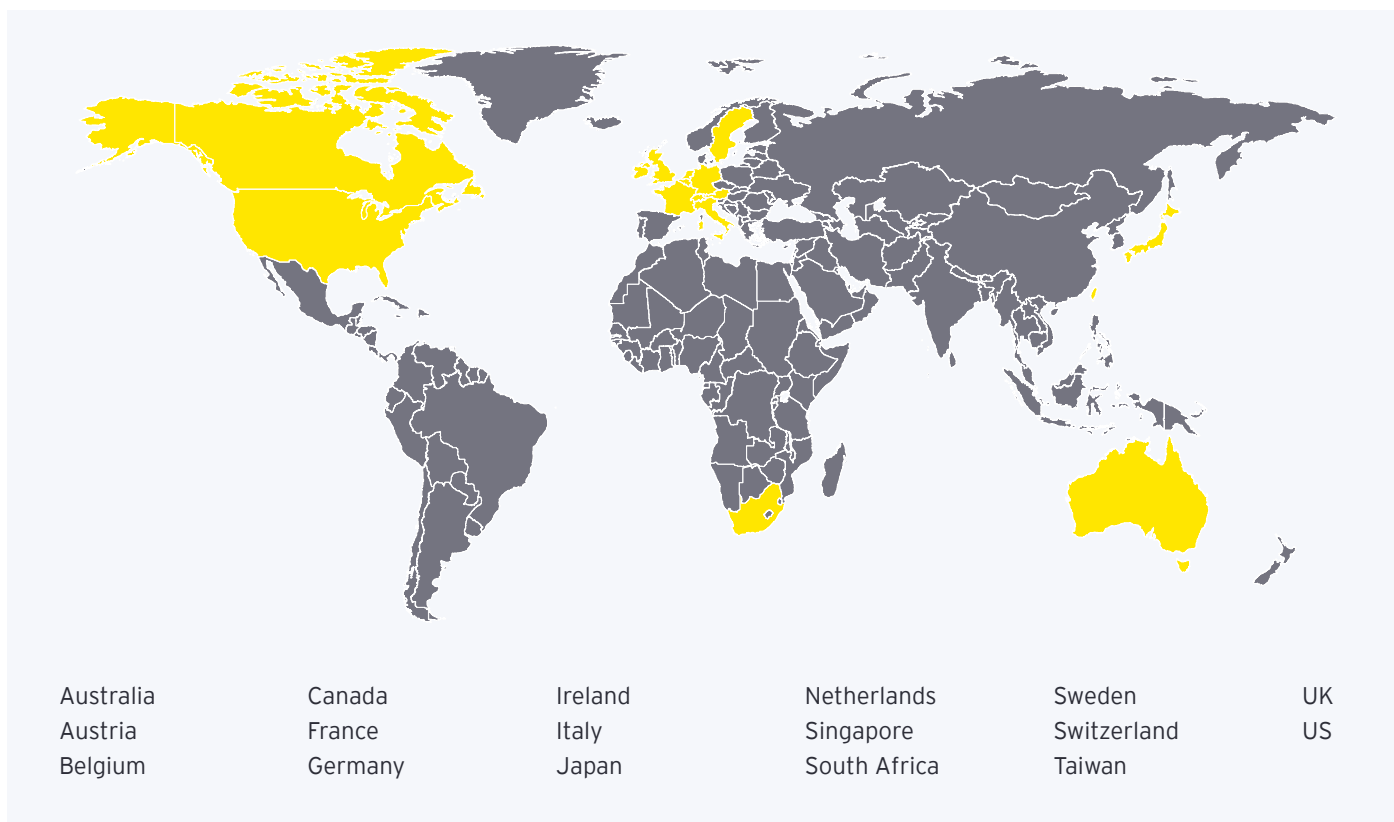 Australia
Austria
Belgium
Canada
France
Germany
Ireland
Italy
Japan
Netherlands
Singapore
South Africa
Sweden
Switzerland
Taiwan
UK
US